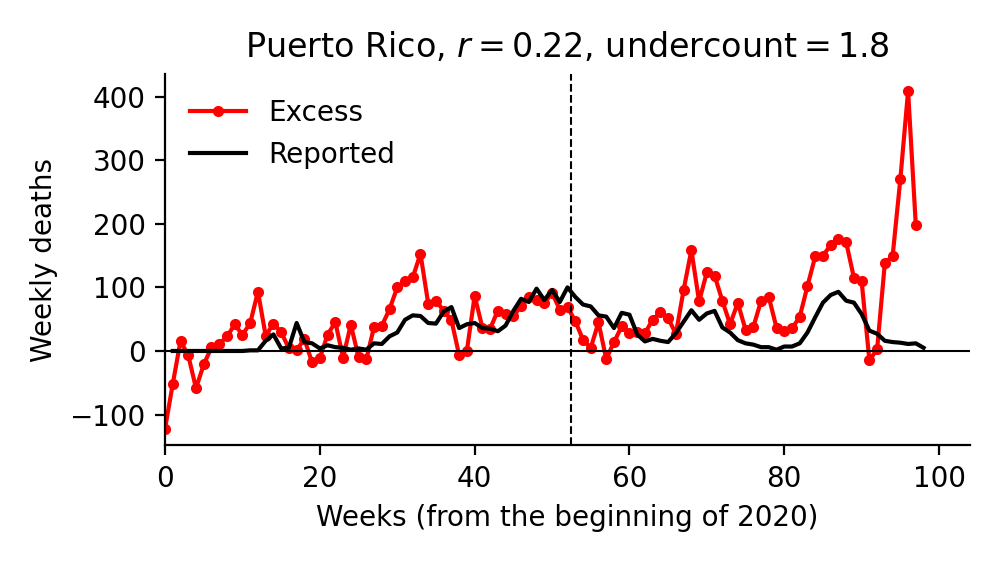 Puerto Rico, r = 0.22, undercount = 1.8
Excess
Reported
Weekly deaths
400
300
200
100
0
−100
0 20 40 60 80 100
Weeks (from the beginning of 2020)